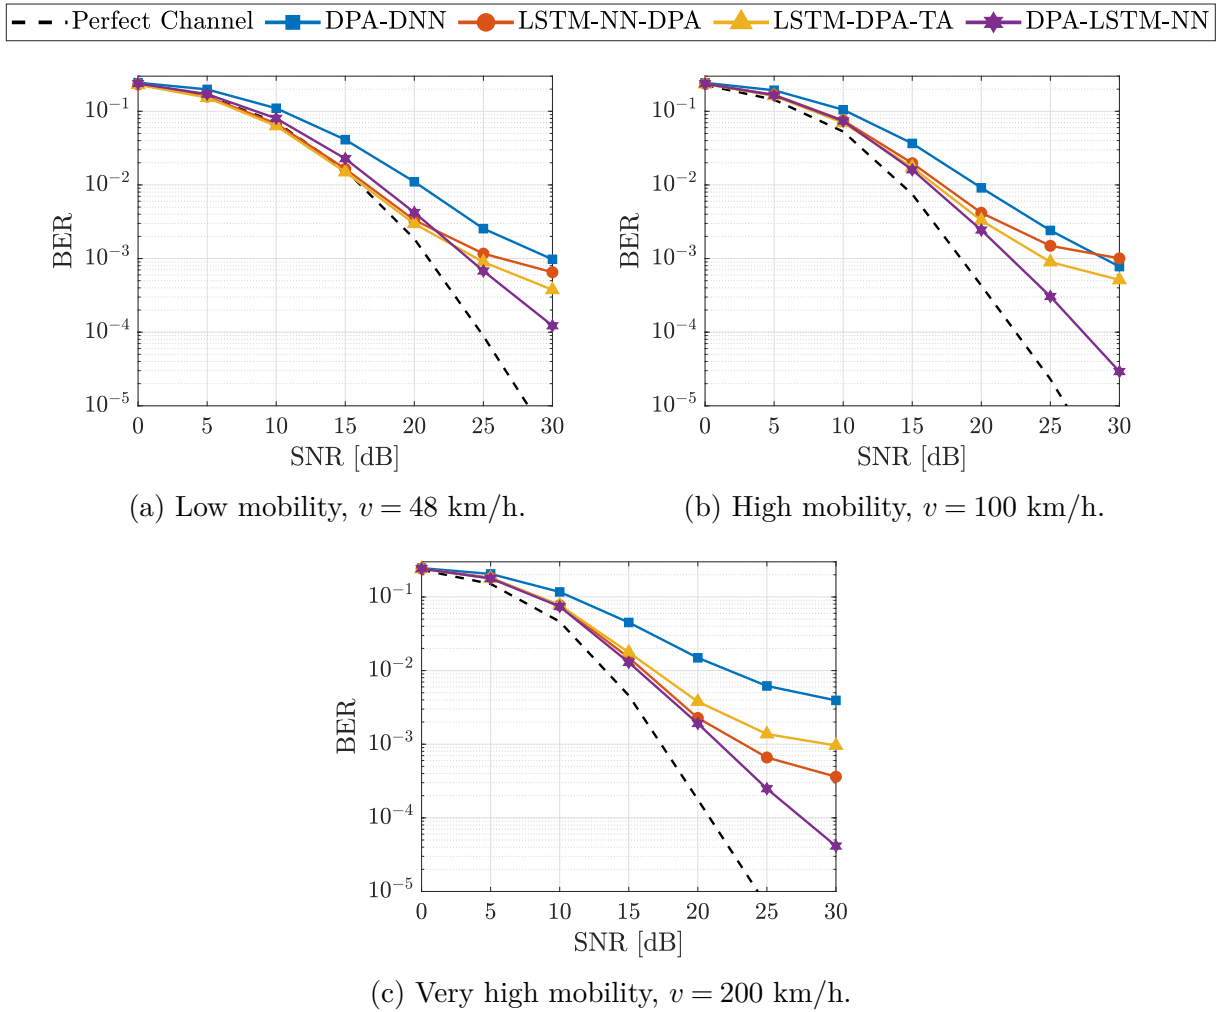 Perfect Channel DPA-DNN LSTM-NN-DPA LSTM-DPA-TA DPA-LSTM-NN
10^{-1}
10^{-2}
10^{-3}
10^{-4}
10^{-5}
BER
0 5 10 15 20 25 30
SNR [dB]
(a) Low mobility, v = 48 km/h.
10^{-1}
10^{-2}
10^{-3}
10^{-4}
10^{-5}
BER
0 5 10 15 20 25 30
SNR [dB]
(b) High mobility, v = 100 km/h.
10^{-1}
10^{-2}
10^{-3}
10^{-4}
10^{-5}
BER
0 5 10 15 20 25 30
SNR [dB]
(c) Very high mobility, v = 200 km/h.